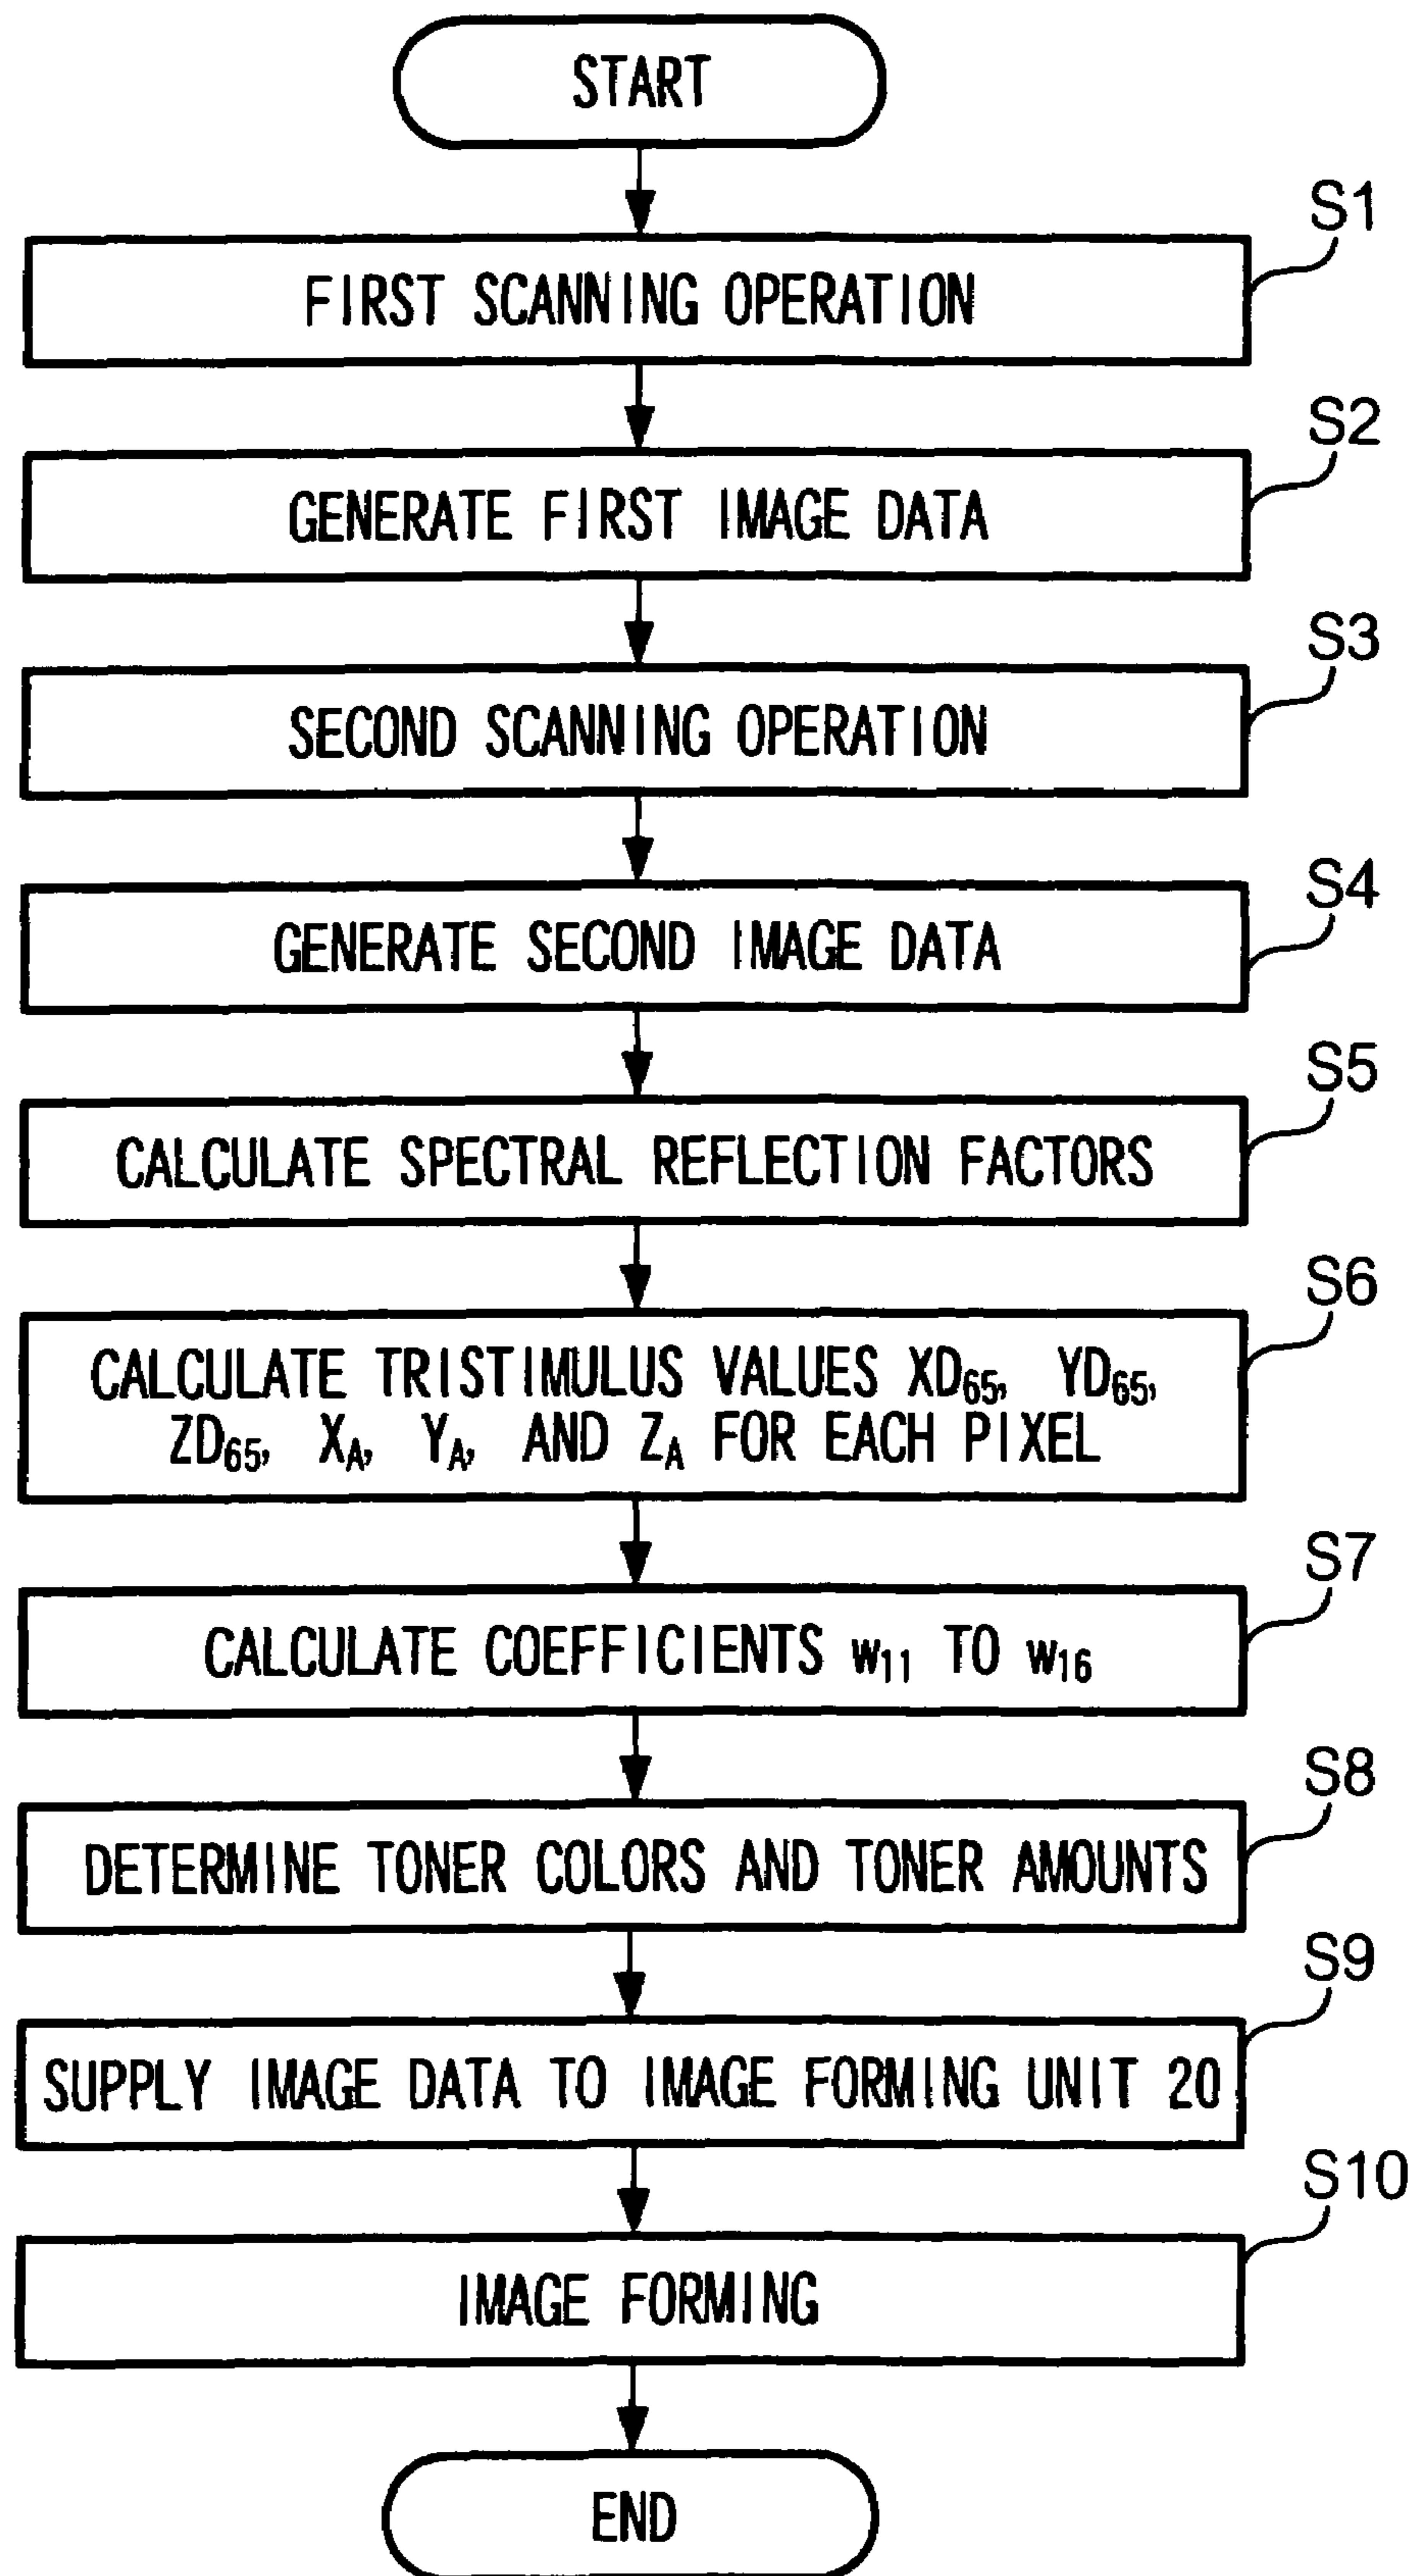 START
S1
FIRST SCANNING OPERATION
S2
GENERATE FIRST IMAGE DATA
S3
SECOND SCANNING OPERATION
S4
GENERATE SECOND IMAGE DATA
S5
CALCULATE SPECTRAL REFLECTION FACTORS
S6
CALCULATE TRISTIMULUS VALUES XD65, YD65,
ZD65, XA, YA, AND ZA FOR EACH PIXEL
S7
CALCULATE COEFFICIENTS w11 TO w16
S8
DETERMINE TONER COLORS AND TONER AMOUNTS
S9
SUPPLY IMAGE DATA TO IMAGE FORMING UNIT 20
S10
IMAGE FORMING
END